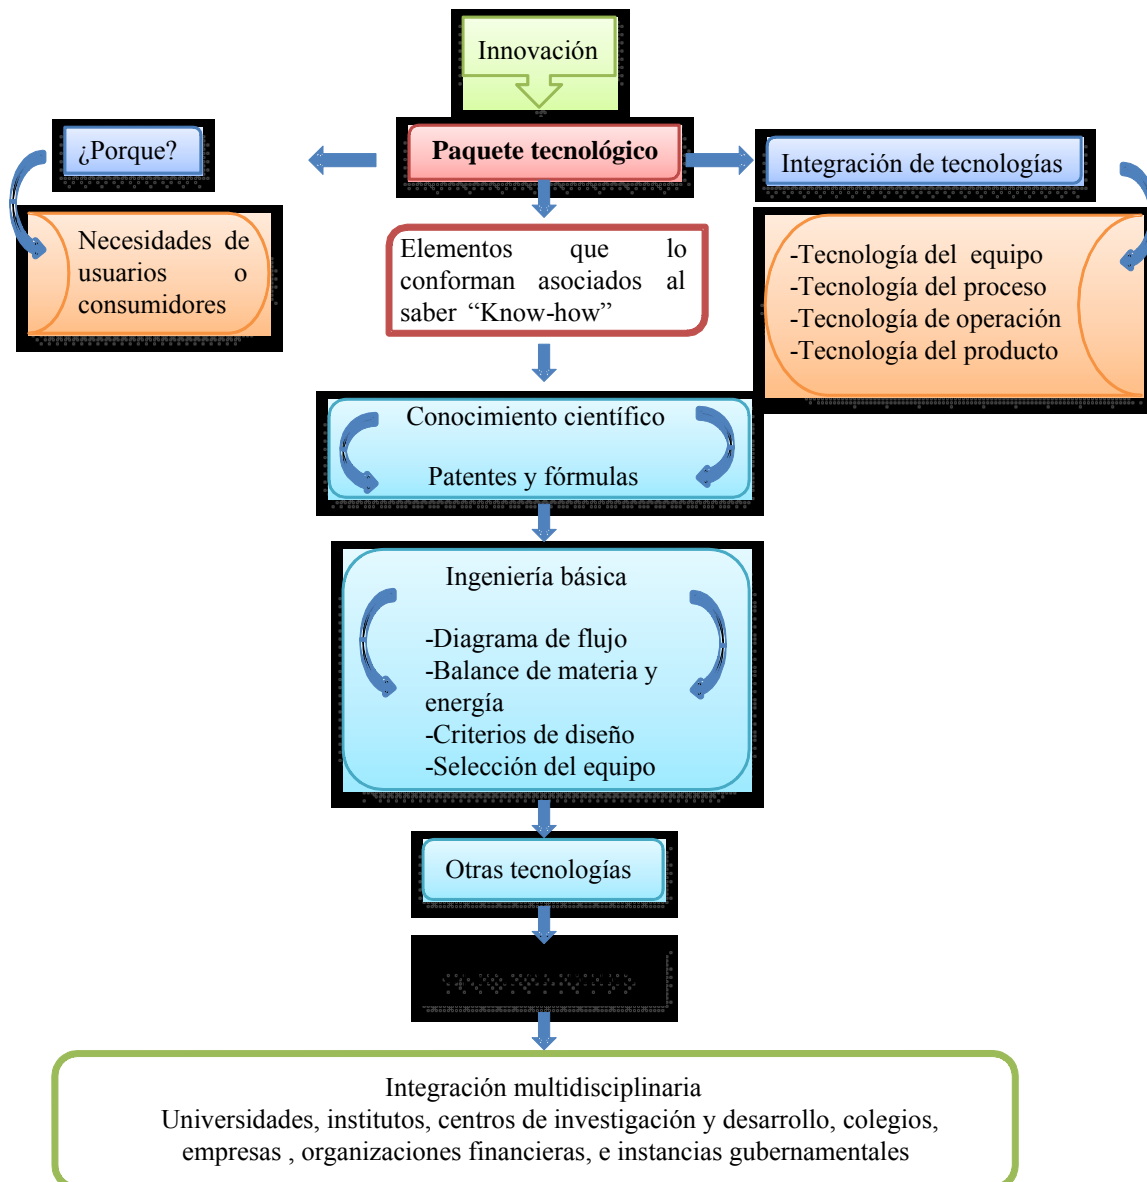 Innovación
¿Porque?
Paquete tecnológico
Integración de tecnologías
Necesidades de
usuarios o
consumidores
Elementos que lo
conforman asociados al
saber “Know-how”
-Tecnología del equipo
-Tecnología del proceso
-Tecnología de operación
-Tecnología del producto
Conocimiento científico
Patentes y fórmulas
Ingeniería básica
-Diagrama de flujo
-Balance de materia y
energía
-Criterios de diseño
-Selección del equipo
Otras tecnologías
Integración multidisciplinaria
Universidades, institutos, centros de investigación y desarrollo, colegios,
empresas , organizaciones financieras, e instancias gubernamentales